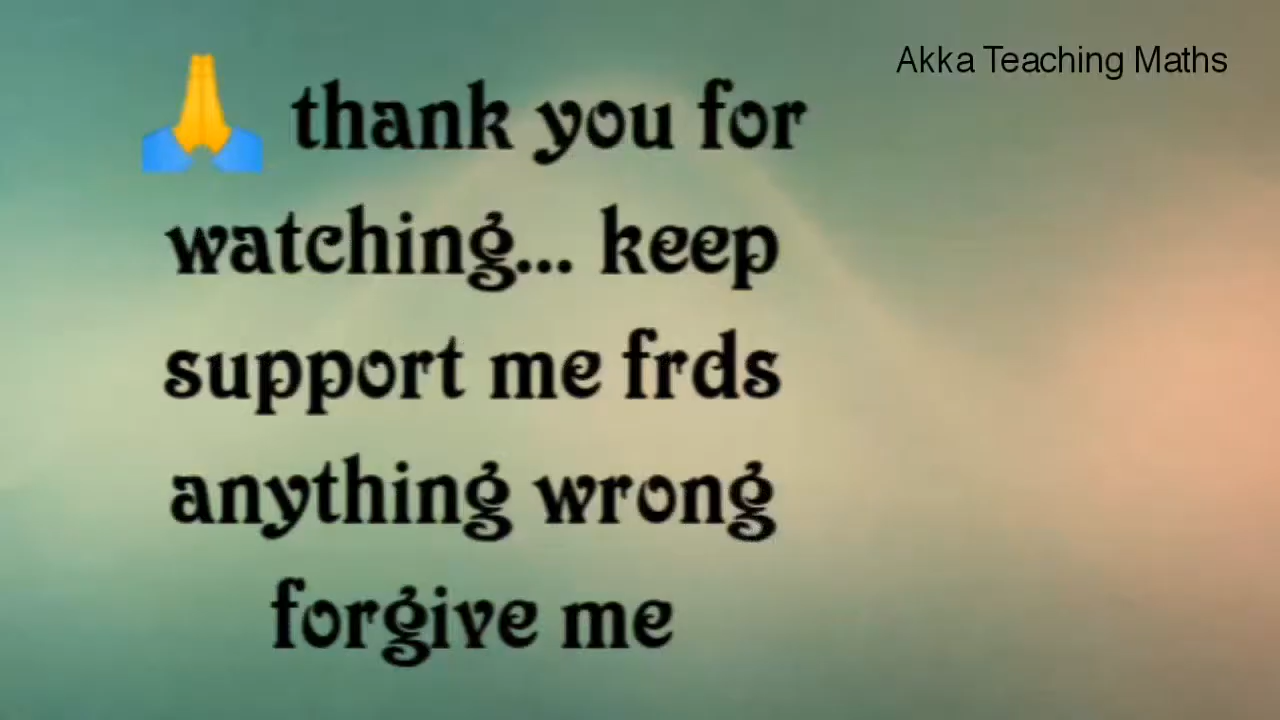 Akka Teaching Maths
🙏 thank you for
watching... keep
support me frds
anything wrong
forgive me